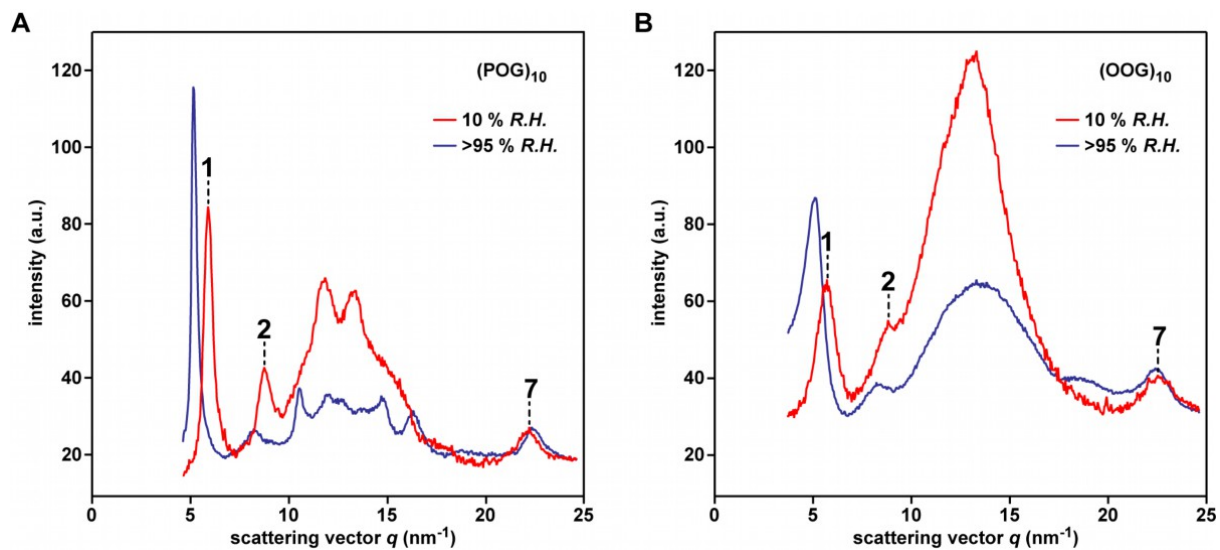 A
(POG)10
10 % R.H.
>95 % R.H.
1
2
7
120
100
80
60
40
20
0
5
10
15
20
25
intensity (a.u.)
scattering vector q (nm-1)
B
(OOG)10
10 % R.H.
>95 % R.H.
1
2
7
120
100
80
60
40
20
0
5
10
15
20
25
intensity (a.u.)
scattering vector q (nm-1)